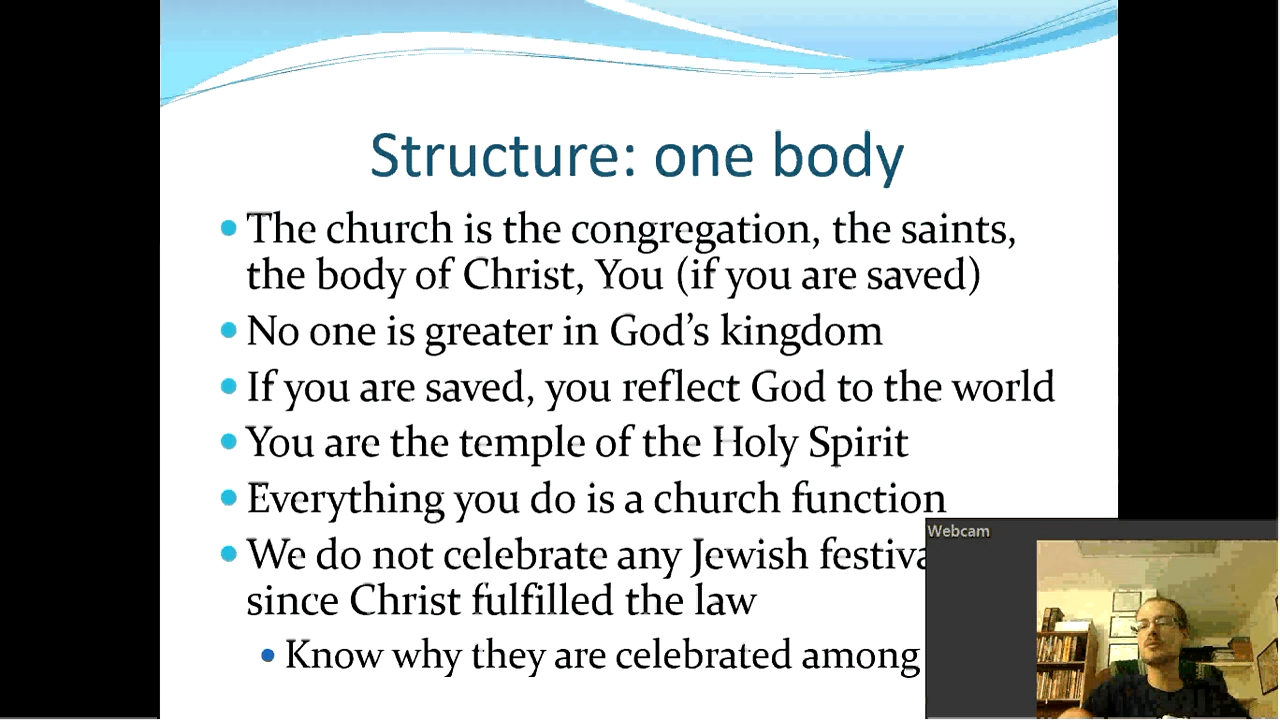 Structure: one body
The church is the congregation, the saints,
the body of Christ, You (if you are saved)
No one is greater in God's kingdom
If you are saved, you reflect God to the world
You are the temple of the Holy Spirit
Everything you do is a church function
We do not celebrate any Jewish
since Christ fulfilled the law
Know why they are celebrated among
Webcam